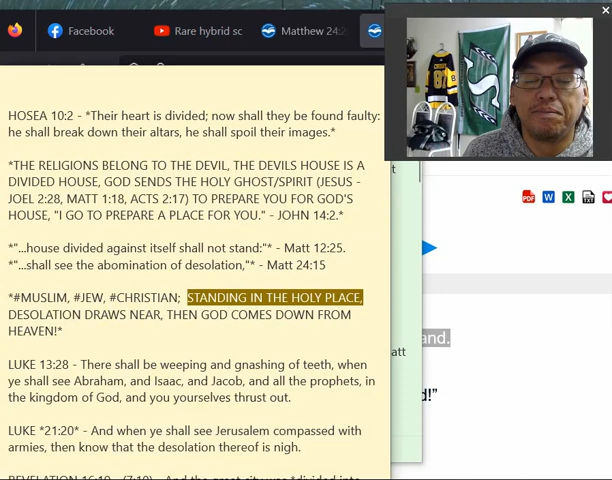 Facebook
Rare hybrid sc
Matthew 24:2
HOSEA 10:2 - *Their heart is divided; now shall they be found faulty:
he shall break down their altars, he shall spoil their images.*
*THE RELIGIONS BELONG TO THE DEVIL, THE DEVILS HOUSE IS A
DIVIDED HOUSE, GOD SENDS THE HOLY GHOST/SPIRIT (JESUS -
JOEL 2:28, MATT 1:18, ACTS 2:17) TO PREPARE YOU FOR GOD'S
HOUSE, "I GO TO PREPARE A PLACE FOR YOU." - JOHN 14:2.*
*"...house divided against itself shall not stand:"* - Matt 12:25.
*"...shall see the abomination of desolation,"* - Matt 24:15
*#MUSLIM, #JEW, #CHRISTIAN; STANDING IN THE HOLY PLACE,
DESOLATION DRAWS NEAR, THEN GOD COMES DOWN FROM
HEAVEN!*
LUKE 13:28 - There shall be weeping and gnashing of teeth, when
ye shall see Abraham, and Isaac, and Jacob, and all the prophets, in
the kingdom of God, and you yourselves thrust out.
LUKE *21:20* - And when ye shall see Jerusalem compassed with
armies, then know that the desolation thereof is nigh.
and.
att
d!”